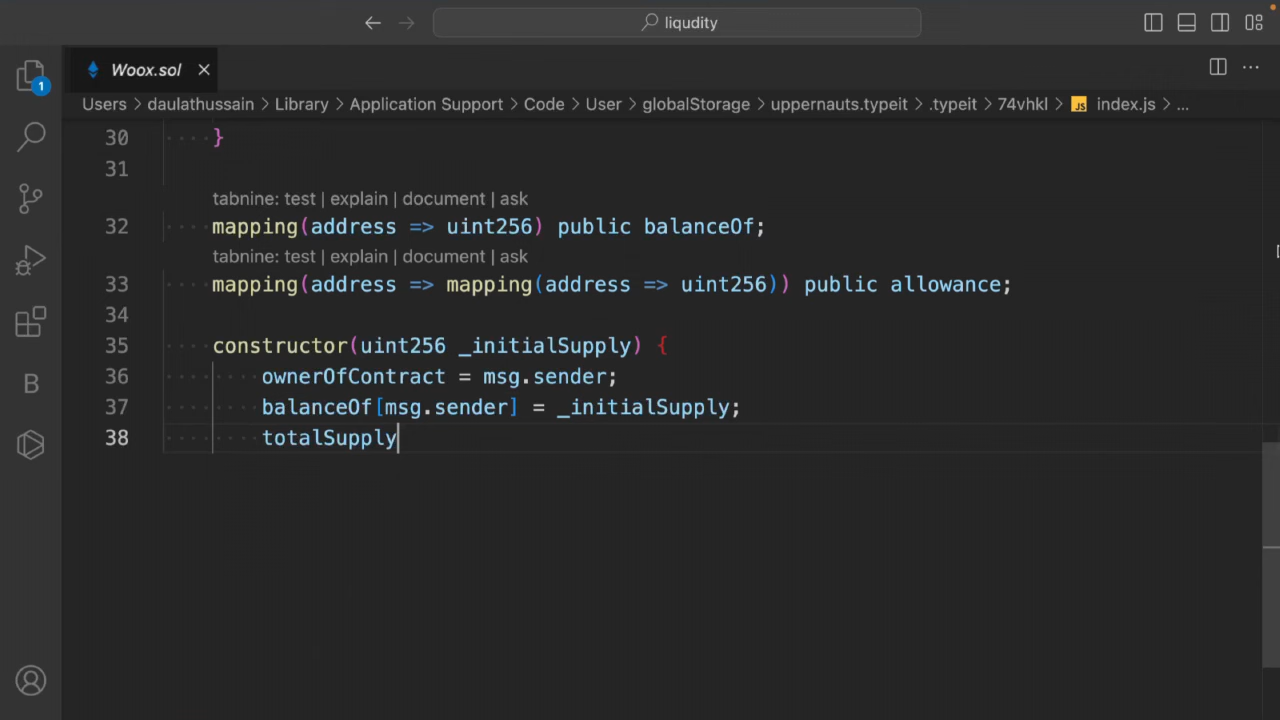 liqudity
Woox.sol
Users > daulathussain > Library > Application Support > Code > User > globalStorage > uppernauts.typeit > .typeit > 74vhkl > JS index.js > ...
1
30 ···· }
31
tabnine: test | explain | document | ask
32 ···· mapping(address => uint256) public balanceOf;
tabnine: test | explain | document | ask
33 ···· mapping(address => mapping(address => uint256)) public allowance;
34
35 ···· constructor(uint256 _initialSupply) {
36 ········ ownerOfContract = msg.sender;
37 ········ balanceOf[msg.sender] = _initialSupply;
38 ········ totalSupply
B